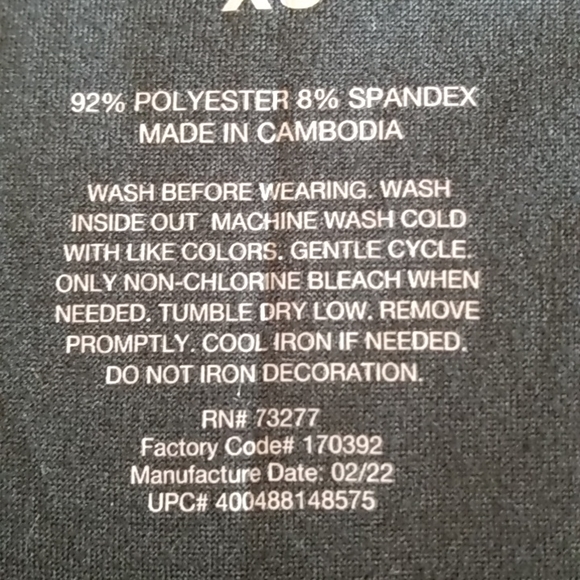 XS
92% POLYESTER 8% SPANDEX
MADE IN CAMBODIA
WASH BEFORE WEARING. WASH
INSIDE OUT MACHINE WASH COLD
WITH LIKE COLORS. GENTLE CYCLE.
ONLY NON-CHLORINE BLEACH WHEN
NEEDED. TUMBLE DRY LOW. REMOVE
PROMPTLY. COOL IRON IF NEEDED.
DO NOT IRON DECORATION.
RN# 73277
Factory Code# 170392
Manufacture Date: 02/22
UPC# 400488148575